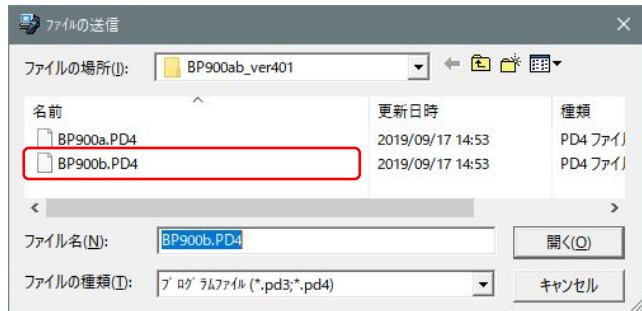 ﾌｧｲﾙの送信
ファイルの場所(I):
BP900ab_ver401
名前 更新日時 種類
BP900a.PD4 2019/09/17 14:53 PD4 ファイル
BP900b.PD4 2019/09/17 14:53 PD4 ファイル
ファイル名(N): BP900b.PD4 開く(O)
ファイルの種類(T): ﾌﾟﾛｸﾞﾗﾑﾌｧｲﾙ (*.pd3;*.pd4) キャンセル